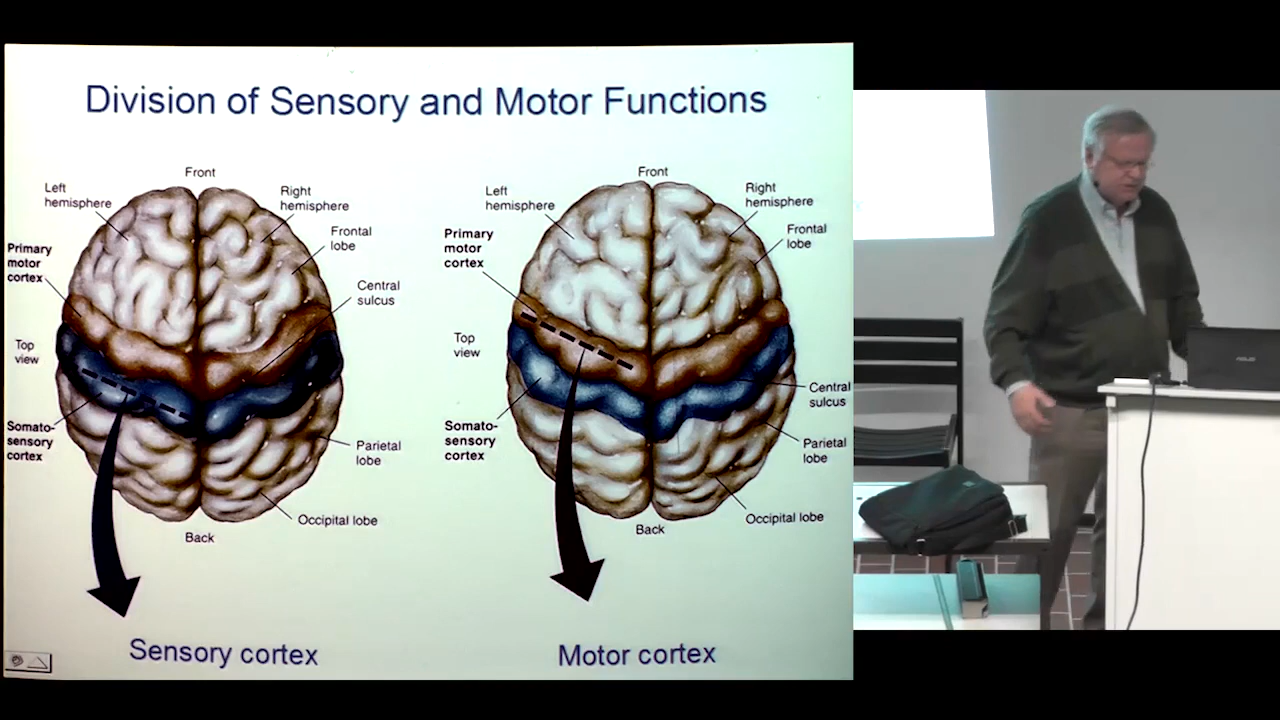 Division of Sensory and Motor Functions
Front
Left
hemisphere
Right
hemisphere
Frontal
lobe
Primary
motor
cortex
Central
sulcus
Top
view
Somato-
sensory
cortex
Parietal
lobe
Occipital lobe
Back
Sensory cortex
Front
Left
hemisphere
Right
hemisphere
Frontal
lobe
Primary
motor
cortex
Top
view
Central
sulcus
Somato-
sensory
cortex
Parietal
lobe
Occipital lobe
Back
Motor cortex
ASUS